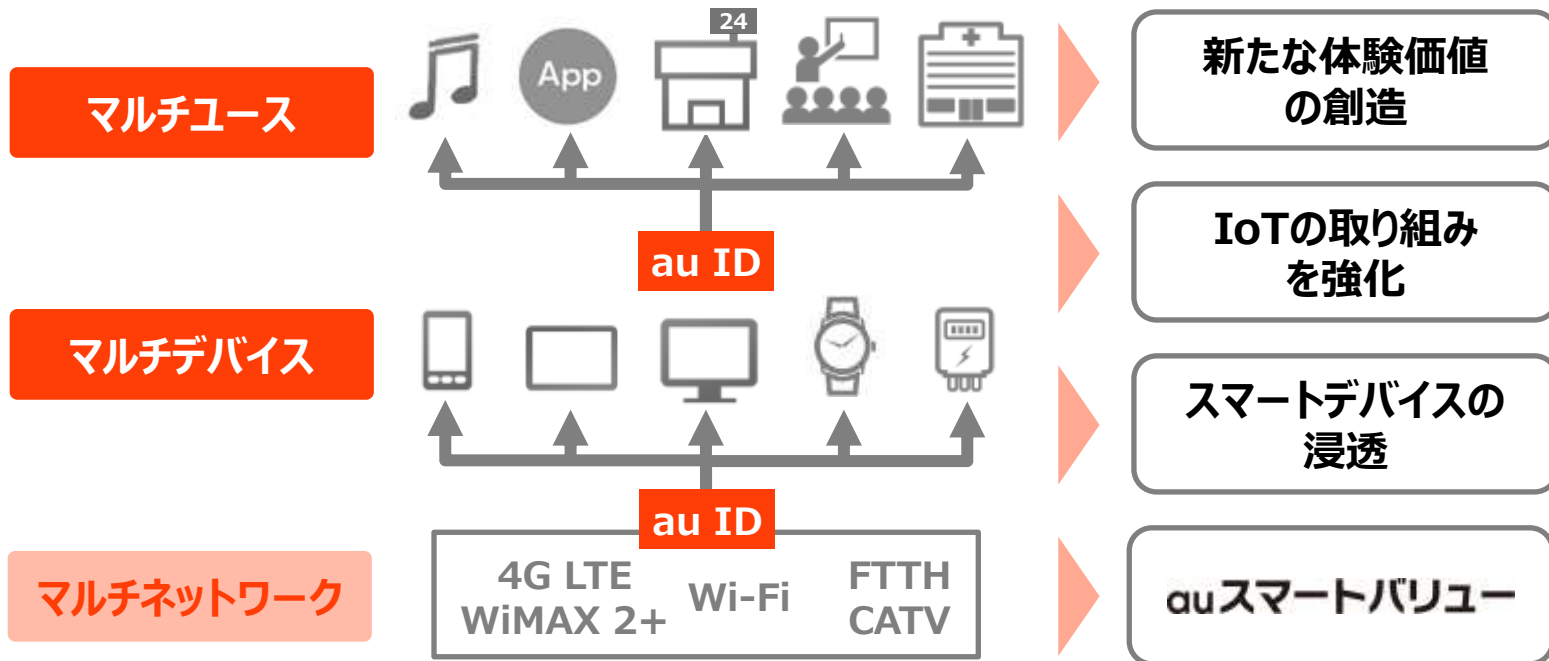 24
App
マルチユース
新たな体験価値
の創造
au ID
IoTの取り組み
を強化
マルチデバイス
スマートデバイスの
浸透
au ID
マルチネットワーク
4G LTE
WiMAX 2+
Wi-Fi
FTTH
CATV
auスマートバリュー